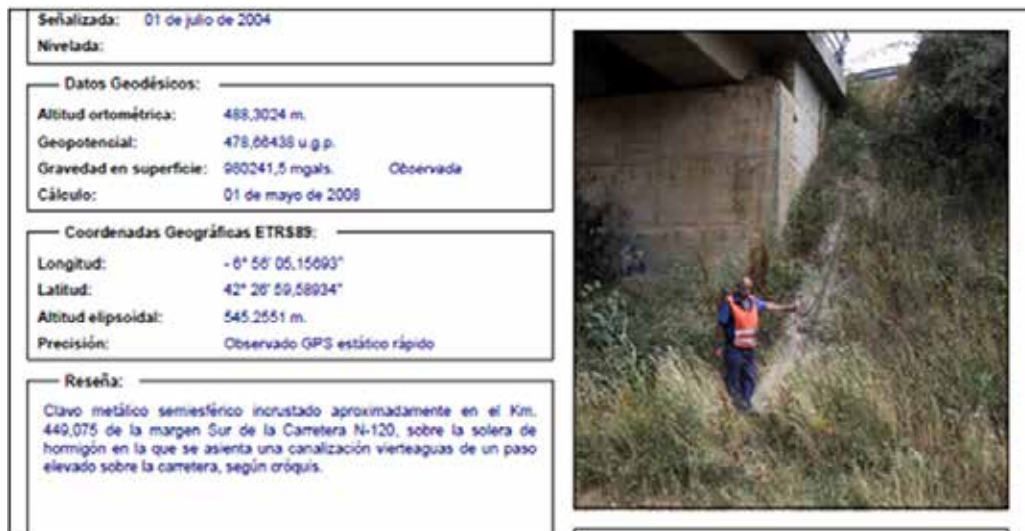 Señalizada: 01 de julio de 2004
Nivelada:
Datos Geodésicos:
Altitud ortométrica: 488,3024 m.
Geopotencial: 478,66438 u.g.p.
Gravedad en superficie: 980241,5 mgals. Observada
Cálculo: 01 de mayo de 2008
Coordenadas Geográficas ETRS89:
Longitud: - 6° 56' 05,15693"
Latitud: 42° 26' 59,58934"
Altitud elipsoidal: 545.2551 m.
Precisión: Observado GPS estático rápido
Reseña:
Clavo metálico semiesférico incrustado aproximadamente en el Km.
449,075 de la margen Sur de la Carretera N-120, sobre la solera de
hormigón en la que se asienta una canalización vierteaguas de un paso
elevado sobre la carretera, según cróquis.